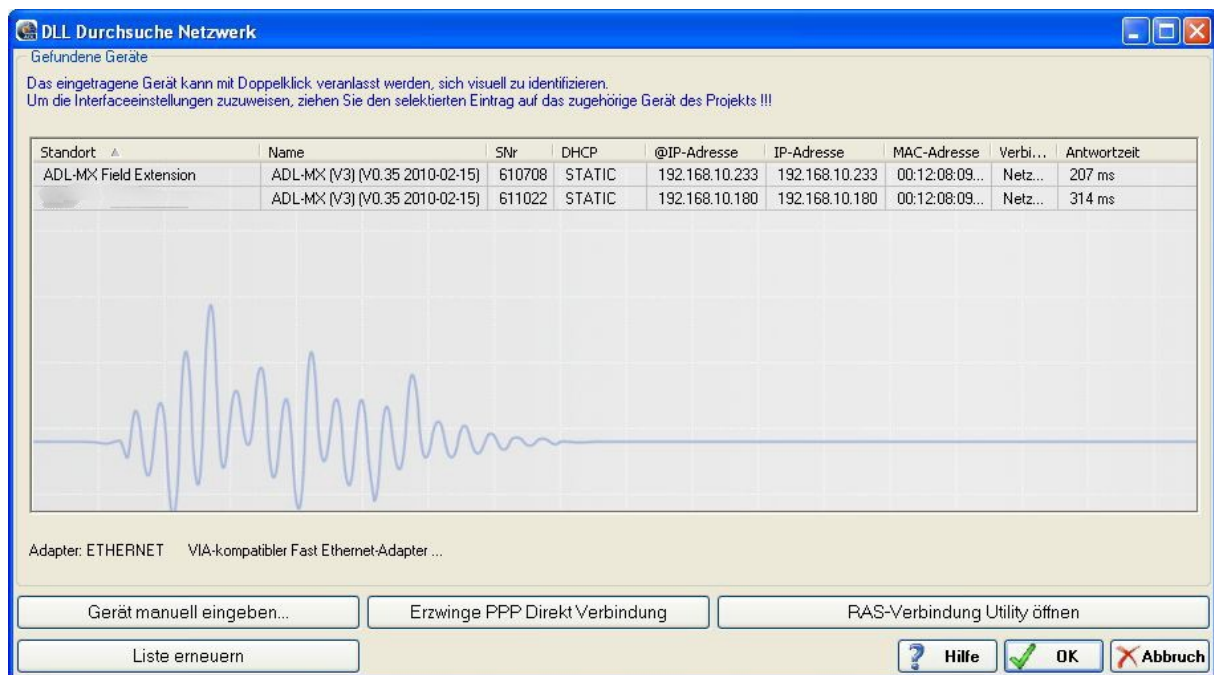 DLL Durchsuche Netzwerk
Gefundene Geräte
Das eingetragene Gerät kann mit Doppelklick veranlasst werden, sich visuell zu identifizieren.
Um die Interfaceeinstellungen zuzuweisen, ziehen Sie den selektierten Eintrag auf das zugehörige Gerät des Projekts !!!
Standort Name SNr DHCP @IP-Adresse IP-Adresse MAC-Adresse Verbi... Antwortzeit
ADL-MX Field Extension ADL-MX (V3) (V0.35 2010-02-15) 610708 STATIC 192.168.10.233 192.168.10.233 00:12:08:09... Netz... 207 ms
ADL-MX (V3) (V0.35 2010-02-15) 611022 STATIC 192.168.10.180 192.168.10.180 00:12:08:09... Netz... 314 ms
Adapter: ETHERNET VIA-kompatibler Fast Ethernet-Adapter ...
Gerät manuell eingeben... Erzwinge PPP Direkt Verbindung RAS-Verbindung Utility öffnen
Liste erneuern Hilfe OK Abbruch